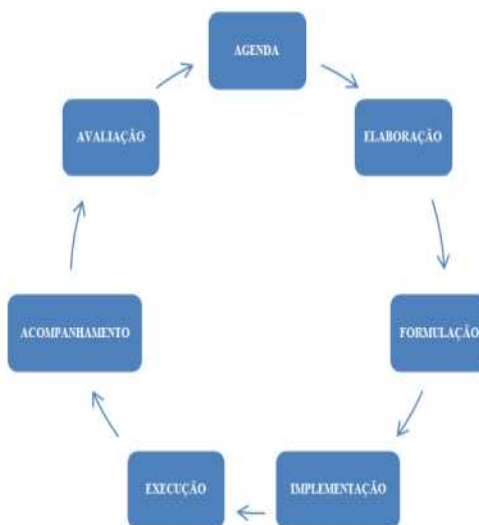 AGENDA
ELABORAÇÃO
FORMULAÇÃO
IMPLEMENTAÇÃO
EXECUÇÃO
ACOMPANHAMENTO
AVALIAÇÃO